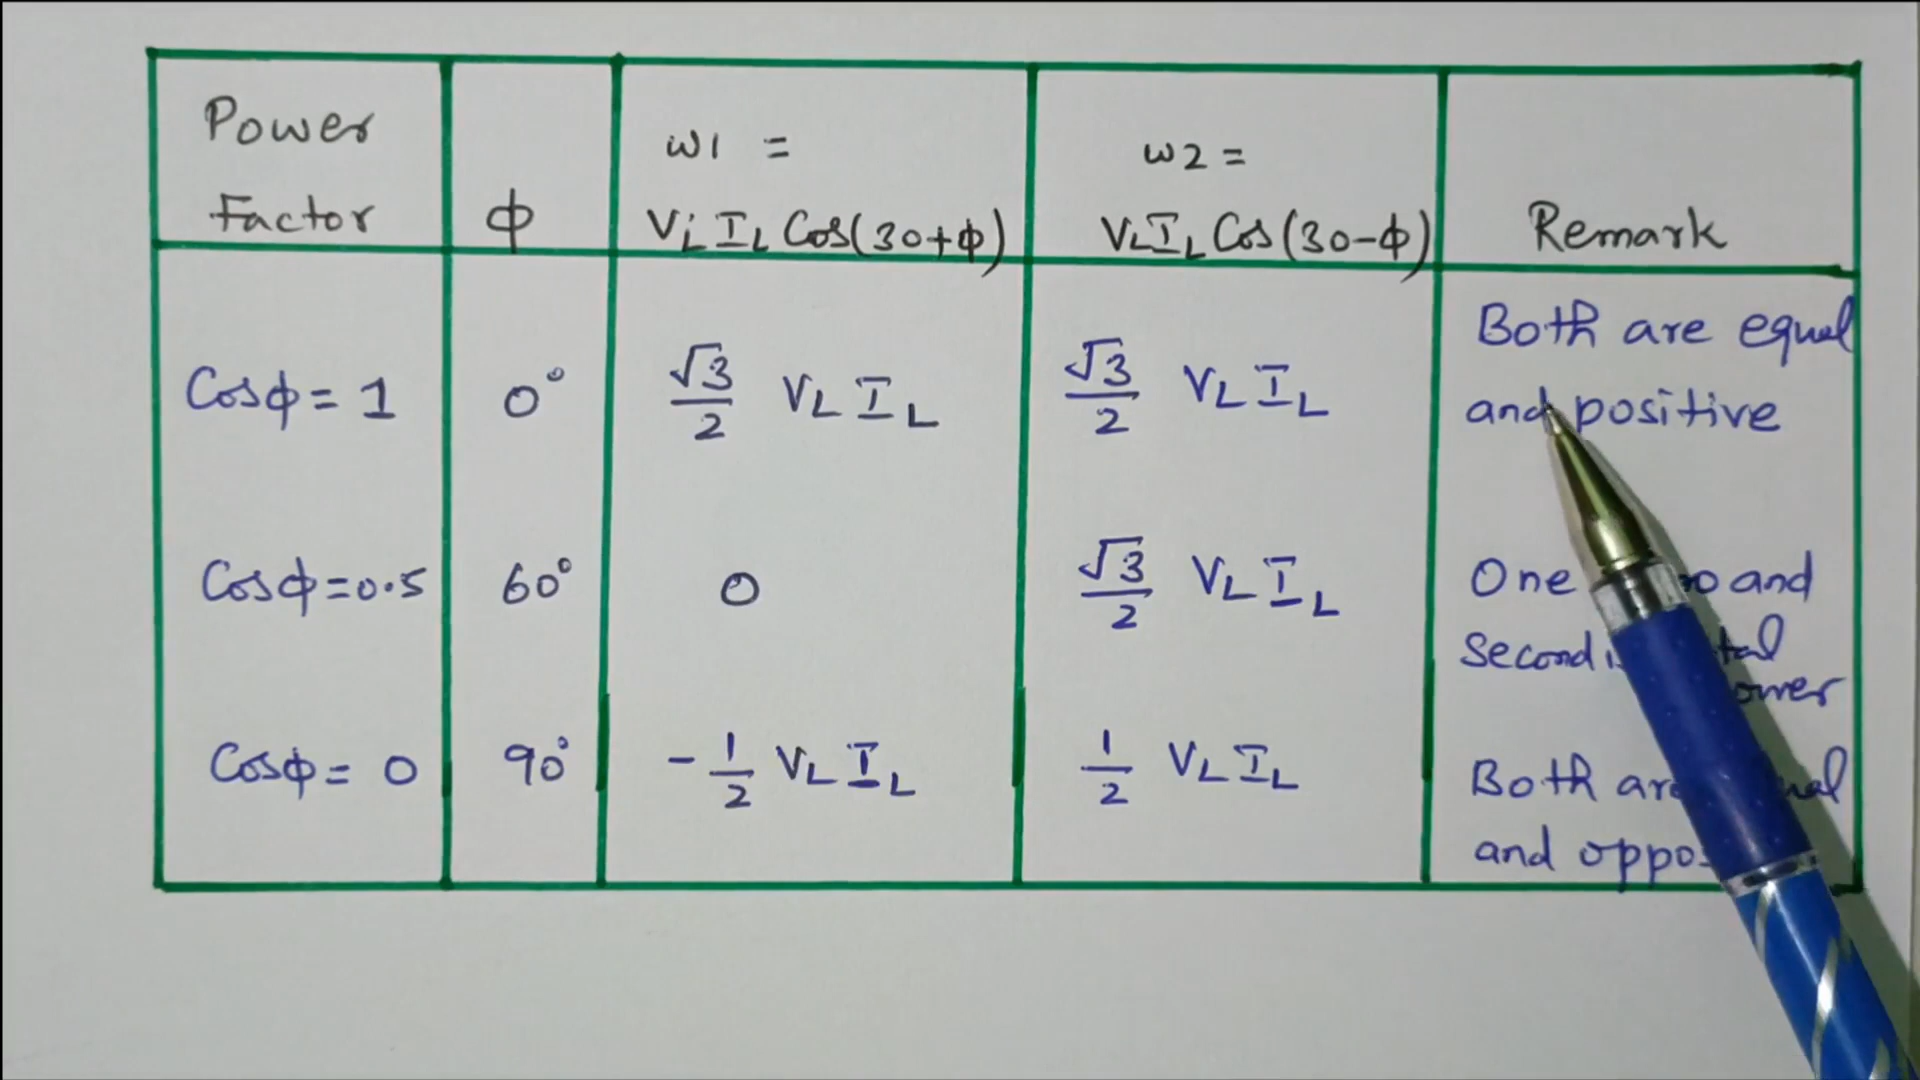 Power
Factor
ϕ
W1 =
VL IL Cos(30+ϕ)
W2 =
VL IL Cos(30-ϕ)
Remark
Cosϕ = 1
0°
√3/2 VL IL
√3/2 VL IL
Both are equal
and positive
Cosϕ=0.5
60°
0
√3/2 VL IL
One and
Second
Cosϕ = 0
90°
-1/2 VL IL
1/2 VL IL
Both
and